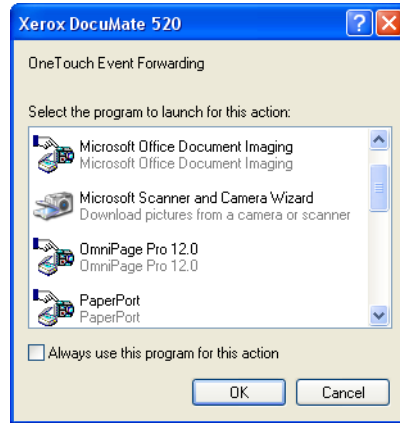 Xerox DocuMate 520
OneTouch Event Forwarding
Select the program to launch for this action:
Microsoft Office Document Imaging
Microsoft Office Document Imaging
Microsoft Scanner and Camera Wizard
Download pictures from a camera or scanner
OmniPage Pro 12.0
OmniPage Pro 12.0
PaperPort
PaperPort
Always use this program for this action
OK Cancel